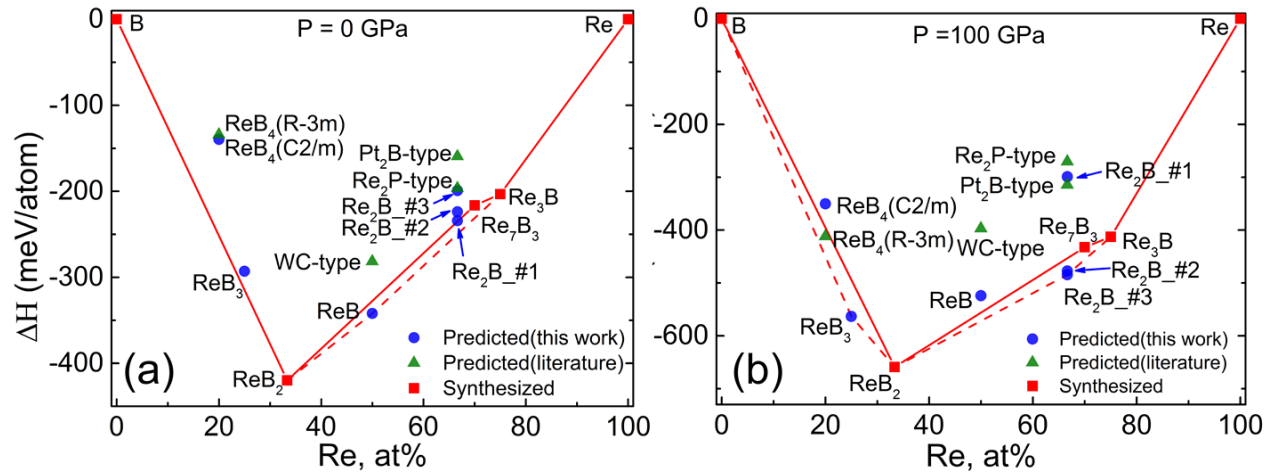 P = 0 GPa
B
Re
ReB₄(R-3m)
ReB₄(C2/m)
Pt₂B-type
Re₂P-type
Re₂B_#3
Re₂B_#2
Re₃B
Re₇B₃
Re₂B_#1
WC-type
ReB₃
ReB
ReB₂
Predicted(this work)
Predicted(literature)
Synthesized
(a)
0
-100
-200
-300
-400
ΔH (meV/atom)
0 20 40 60 80 100
Re, at%
P =100 GPa
B
Re
Re₂P-type
Re₂B_#1
Pt₂B-type
ReB₄(C2/m)
ReB₄(R-3m)
WC-type
Re₇B₃
Re₃B
Re₂B_#2
Re₂B_#3
ReB
ReB₃
ReB₂
Predicted(this work)
Predicted(literature)
Synthesized
(b)
0
-200
-400
-600
0 20 40 60 80 100
Re, at%